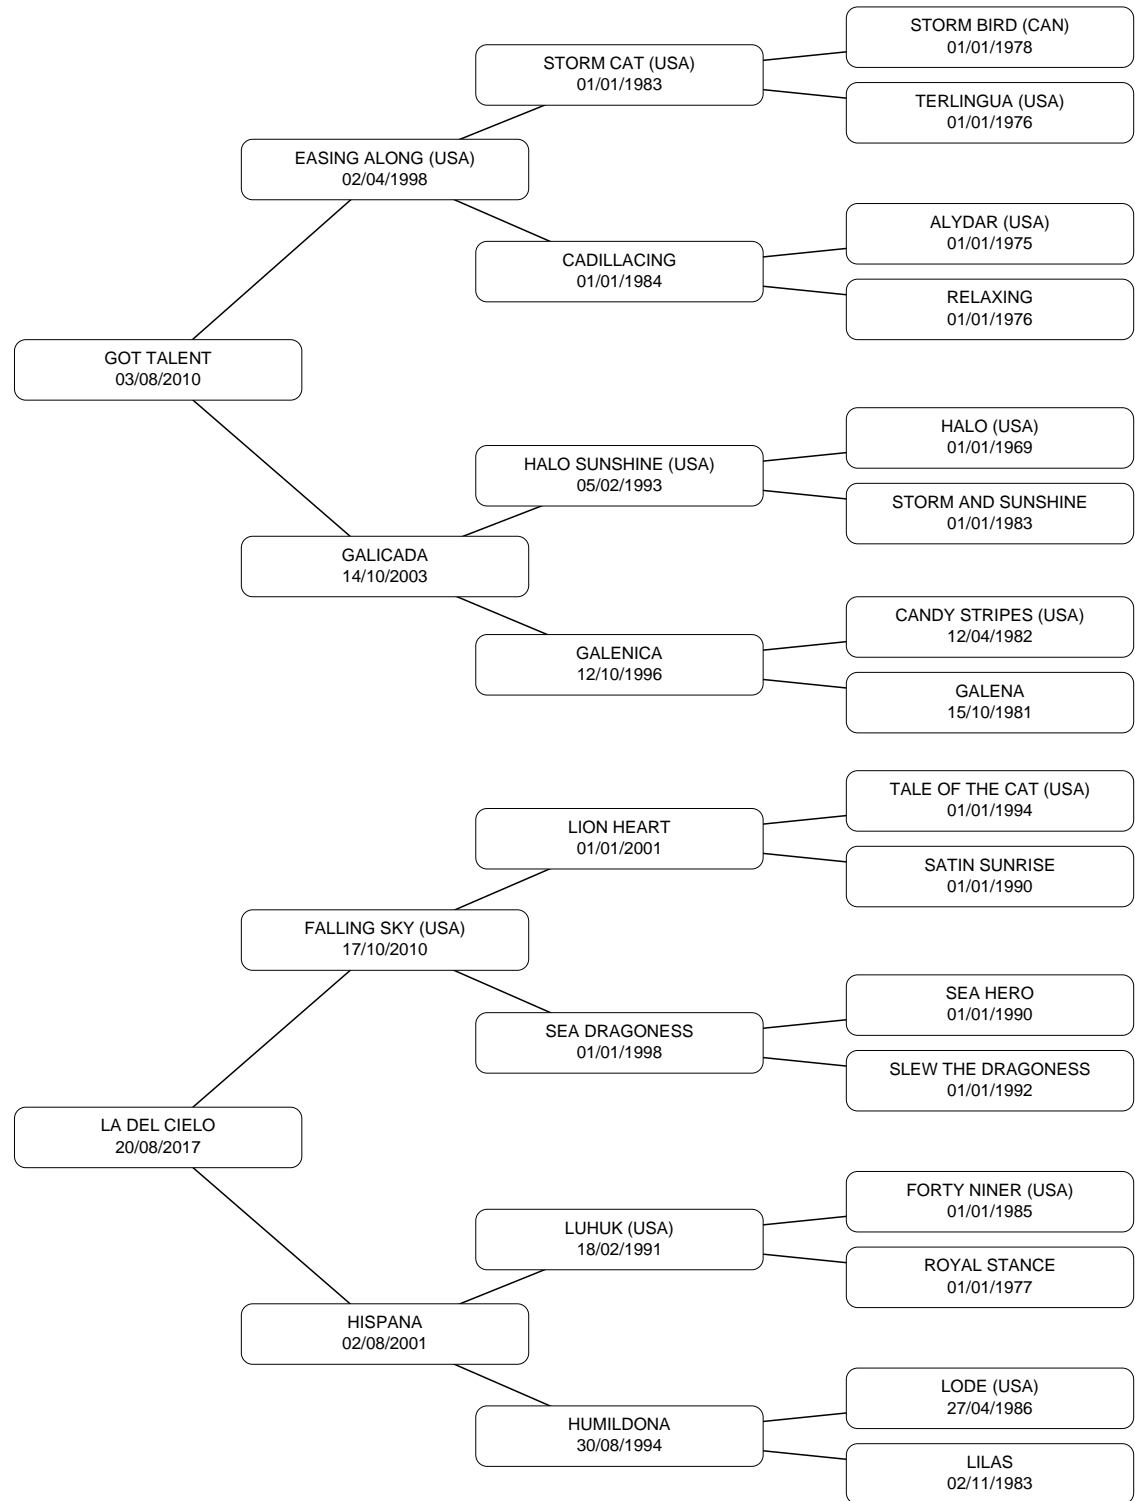 STORM BIRD (CAN)
01/01/1978
STORM CAT (USA)
01/01/1983
TERLINGUA (USA)
01/01/1976
EASING ALONG (USA)
02/04/1998
ALYDAR (USA)
01/01/1975
CADILLACING
01/01/1984
RELAXING
01/01/1976
GOT TALENT
03/08/2010
HALO (USA)
01/01/1969
HALO SUNSHINE (USA)
05/02/1993
STORM AND SUNSHINE
01/01/1983
GALICADA
14/10/2003
CANDY STRIPES (USA)
12/04/1982
GALENICA
12/10/1996
GALENA
15/10/1981
TALE OF THE CAT (USA)
01/01/1994
LION HEART
01/01/2001
SATIN SUNRISE
01/01/1990
FALLING SKY (USA)
17/10/2010
SEA HERO
01/01/1990
SEA DRAGONESS
01/01/1998
SLEW THE DRAGONESS
01/01/1992
LA DEL CIELO
20/08/2017
FORTY NINER (USA)
01/01/1985
LUHUK (USA)
18/02/1991
ROYAL STANCE
01/01/1977
HISPANA
02/08/2001
LODE (USA)
27/04/1986
HUMILDONA
30/08/1994
LILAS
02/11/1983